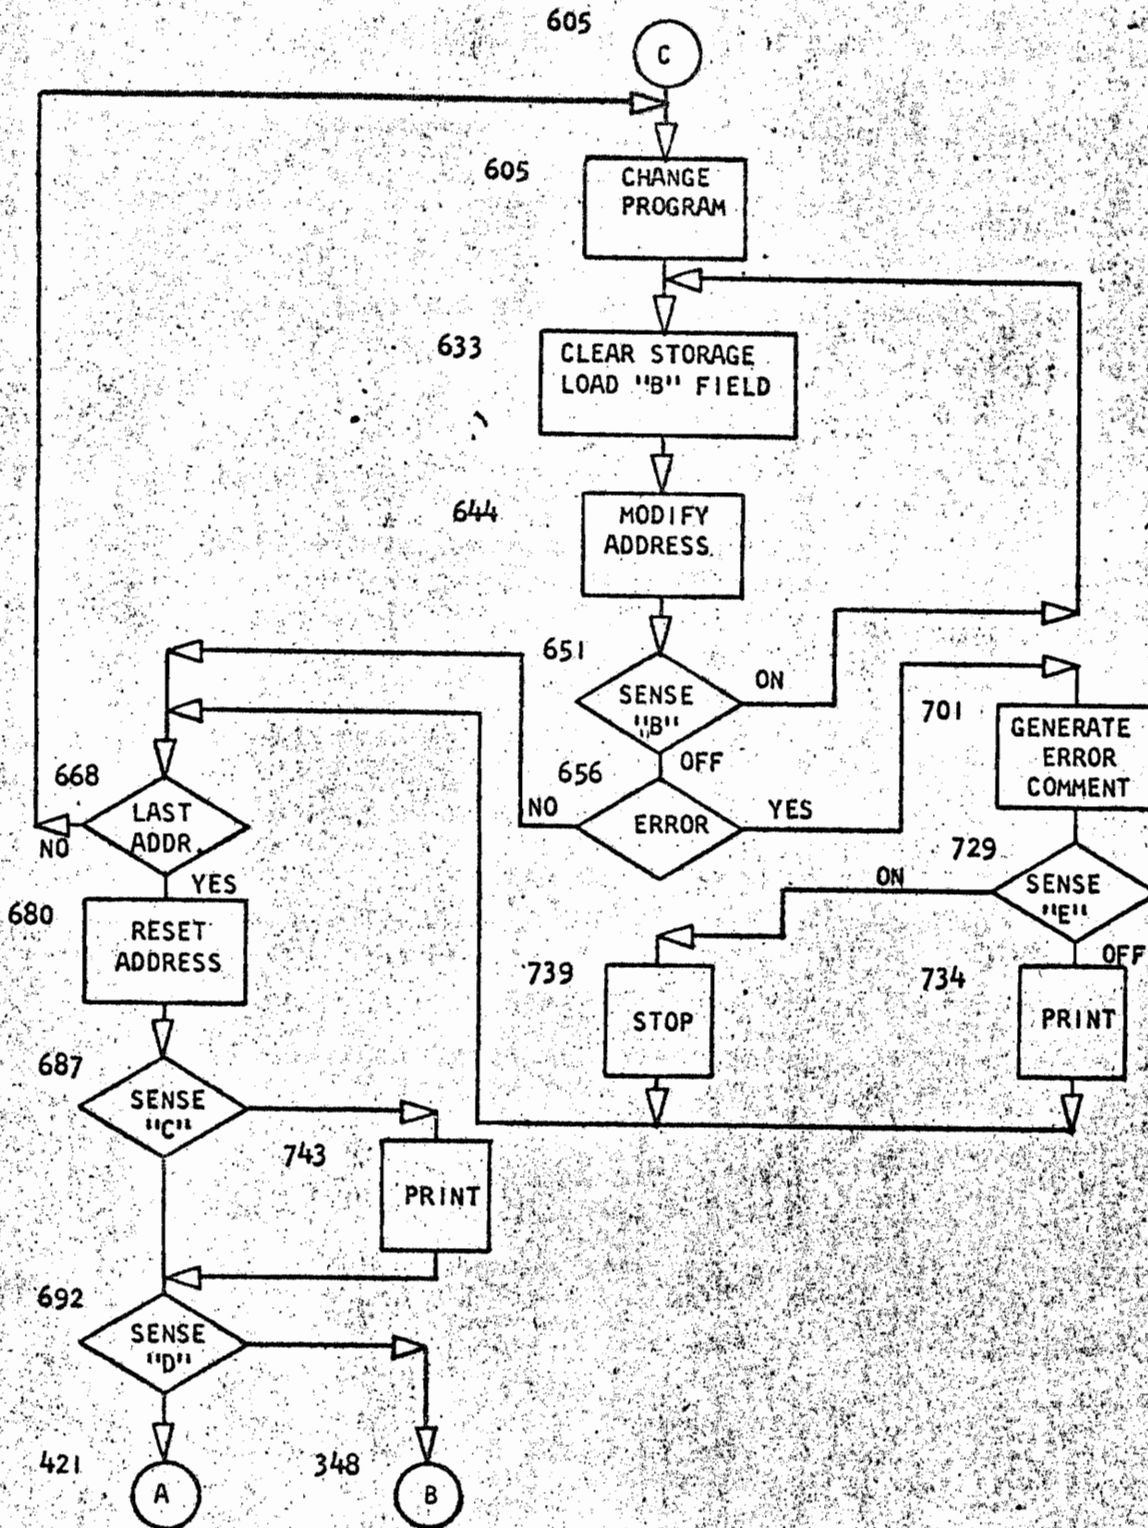 605
C
605
CHANGE
PROGRAM
633
CLEAR STORAGE
LOAD "B" FIELD
644
MODIFY
ADDRESS
651
SENSE
"B"
ON
OFF
656
ERROR
NO
YES
701
GENERATE
ERROR
COMMENT
729
SENSE
"E"
ON
OFF
739
STOP
734
PRINT
668
LAST
ADDR.
NO
YES
680
RESET
ADDRESS
687
SENSE
"C"
743
PRINT
692
SENSE
"D"
421
A
348
B